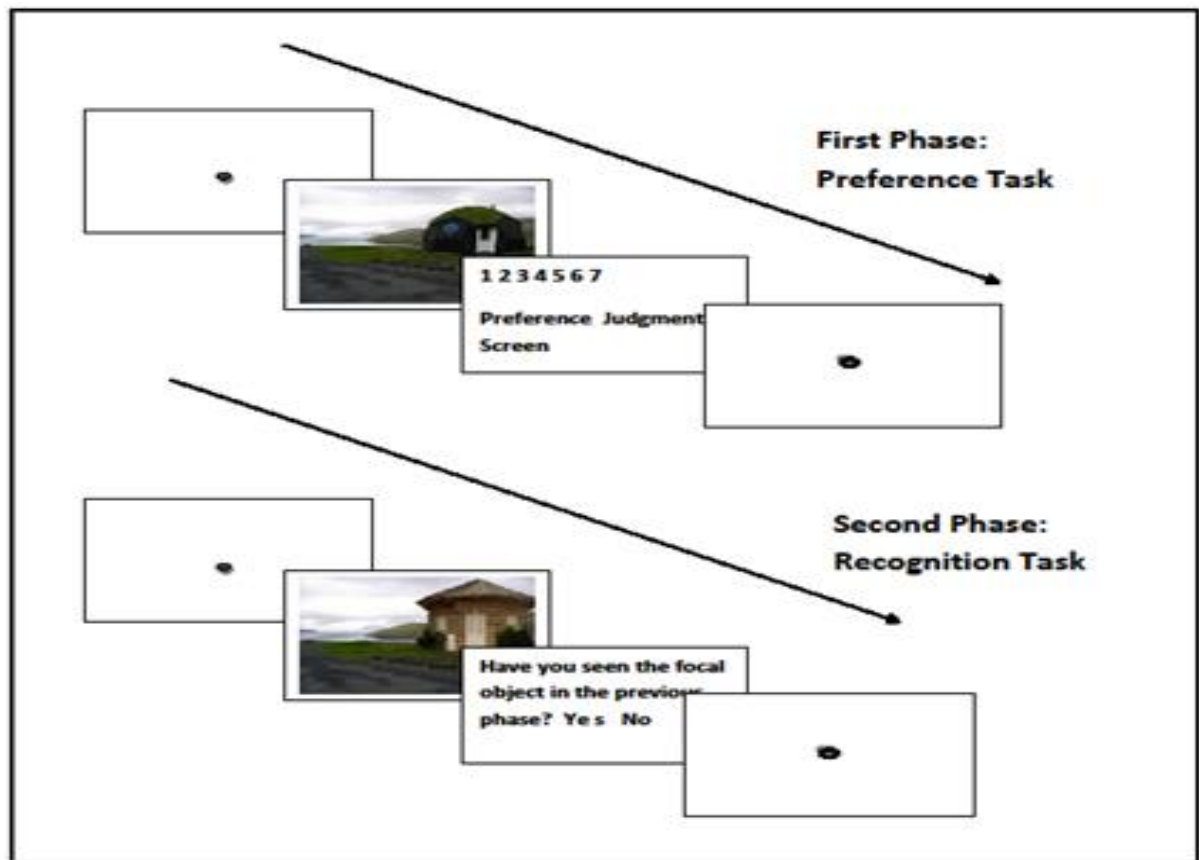 First Phase:
Preference Task
1 2 3 4 5 6 7
Preference Judgment
Screen
Second Phase:
Recognition Task
Have you seen the focal
object in the previous
phase? Ye s No